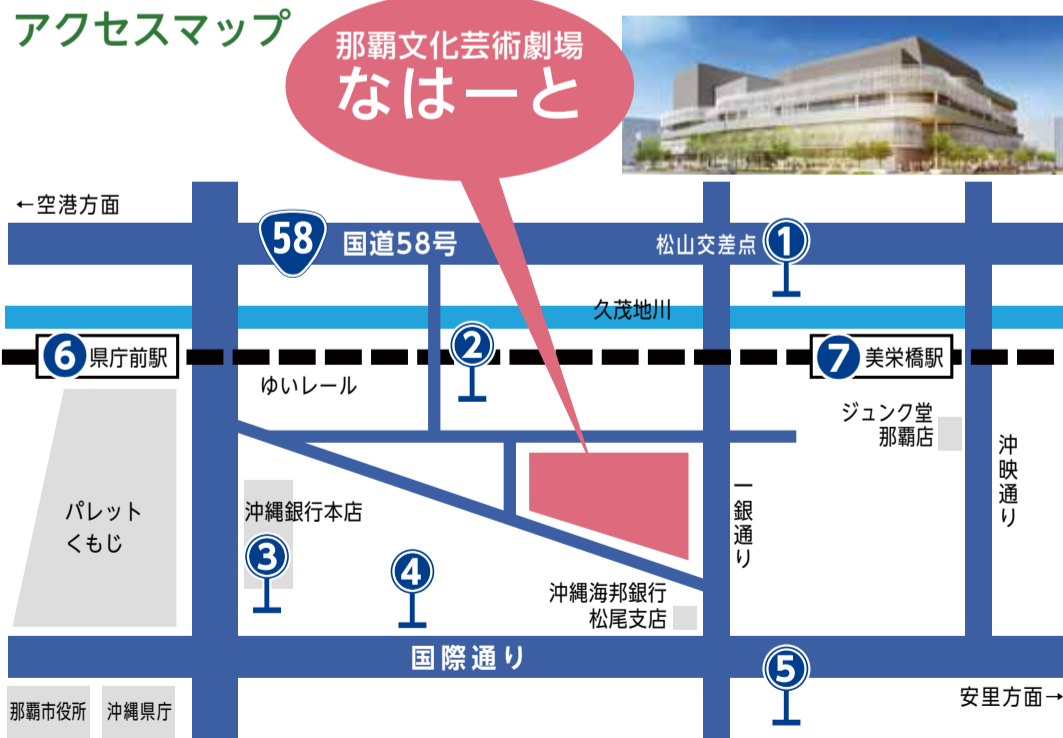 アクセスマップ
那覇文化芸術劇場
なはーと
←空港方面
58
国道58号
松山交差点
1
久茂地川
6
県庁前駅
2
7
美栄橋駅
ゆいレール
ジュンク堂
那覇店
沖映通り
パレット
くもじ
沖縄銀行本店
一銀通り
3
4
沖縄海邦銀行
松尾支店
国際通り
5
那覇市役所
沖縄県庁
安里方面→